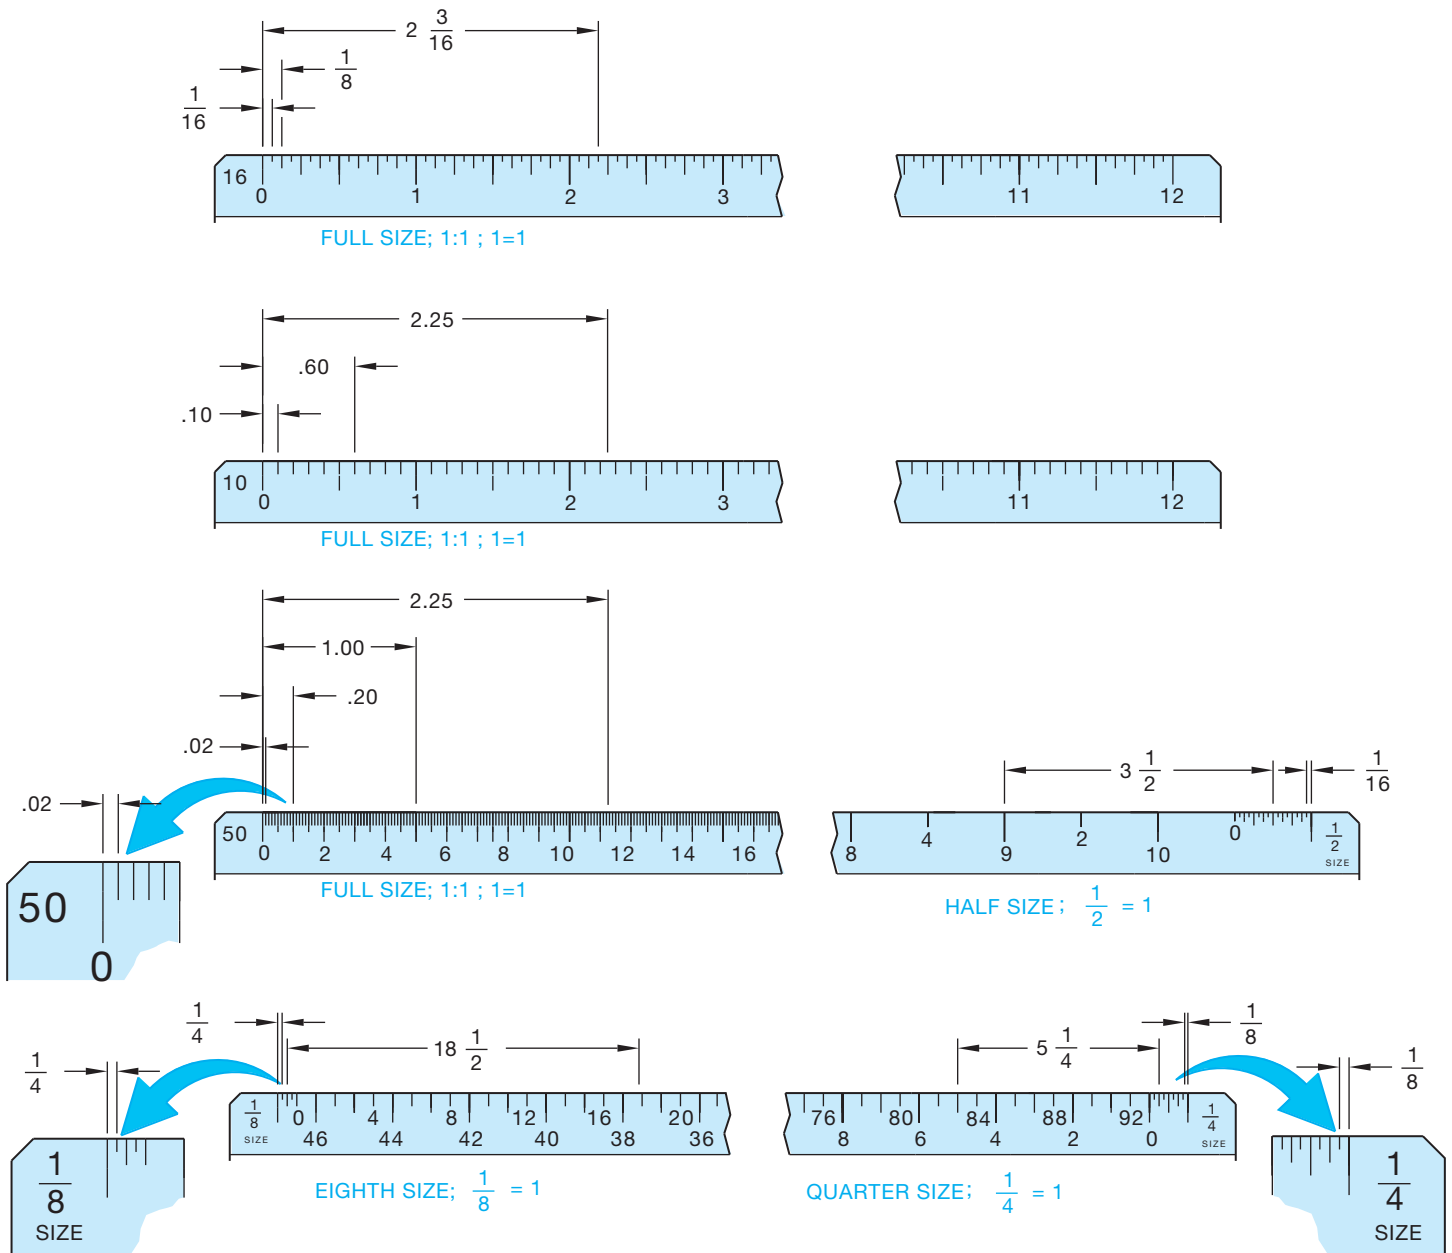 2 3/16
1/8
1/16
16 0 1 2 3 11 12
FULL SIZE; 1:1 ; 1=1
2.25
.60
.10
10 0 1 2 3 11 12
FULL SIZE; 1:1 ; 1=1
2.25
1.00
.20
.02
.02
50 0 2 4 6 8 10 12 14 16
FULL SIZE; 1:1 ; 1=1
50
0
3 1/2
1/16
8 4 9 2 10 0 1/2
SIZE
HALF SIZE; 1/2 = 1
1/4
18 1/2
1/4
1/8 0 4 8 12 16 20
SIZE 46 44 42 40 38 36
EIGHTH SIZE; 1/8 = 1
1/8
SIZE
5 1/4
1/8
1/8
76 80 84 88 92 1/4
8 6 4 2 0 SIZE
QUARTER SIZE; 1/4 = 1
1/4
SIZE